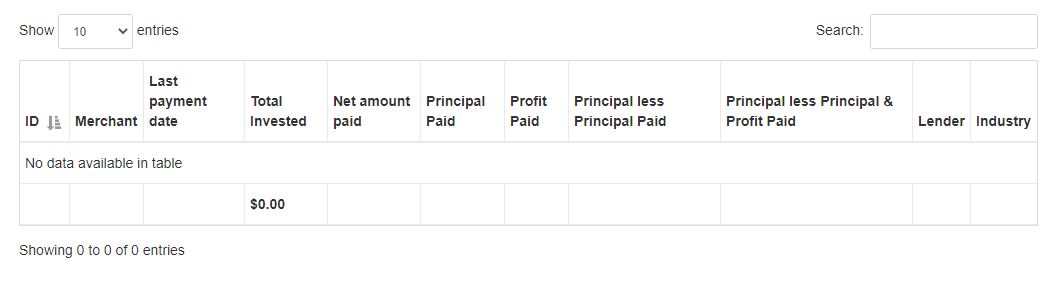 Show 10 entries
Search:
ID Merchant Last payment date Total Invested Net amount paid Principal Paid Profit Paid Principal less Principal Paid Principal less Principal & Profit Paid Lender Industry
No data available in table
$0.00
Showing 0 to 0 of 0 entries